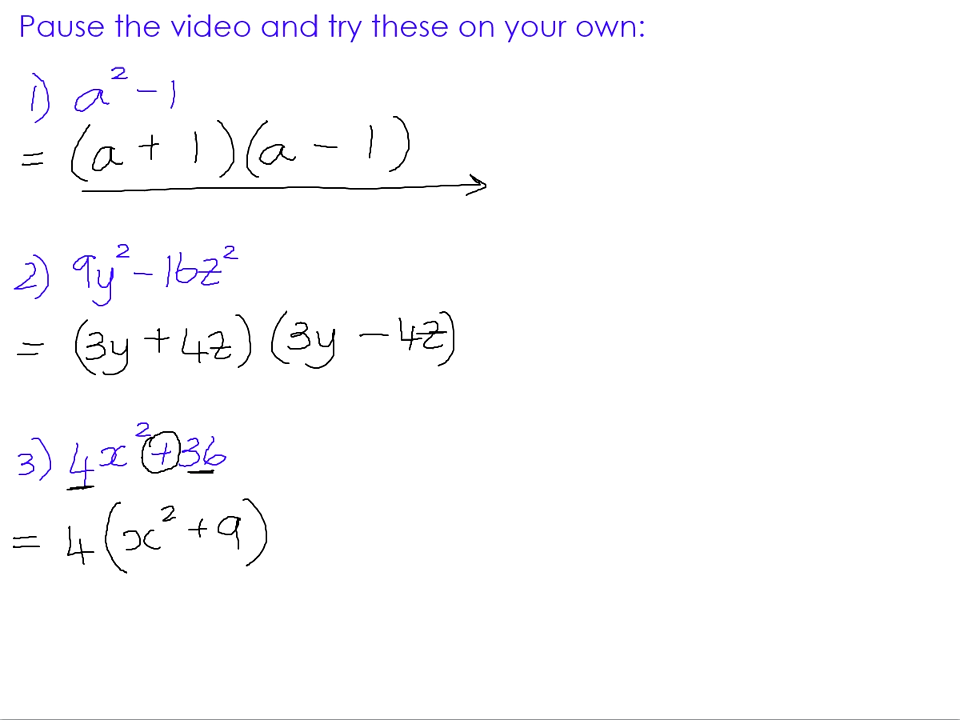 Pause the video and try these on your own:
1) a² - 1
= (a + 1)(a - 1)
2) 9y² - 16z²
= (3y + 4z)(3y - 4z)
3) 4x² + 36
= 4(x² + 9)